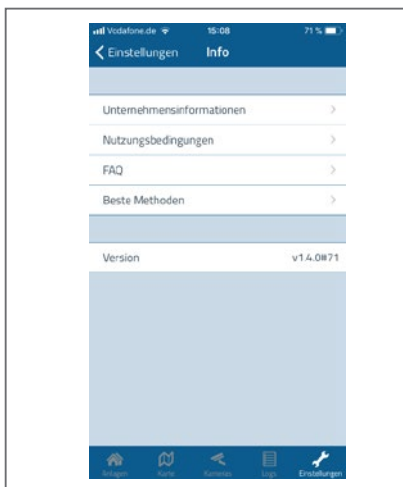 Vodafone.de 15:08 71 %
Einstellungen Info
Unternehmensinformationen
Nutzungsbedingungen
FAQ
Beste Methoden
Version v1.4.0#71
Anlagen Karte Kameras Logs Einstellungen